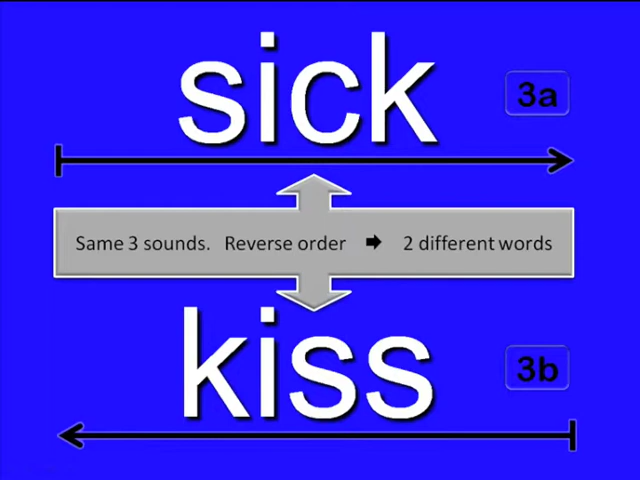 sick
3a
Same 3 sounds. Reverse order 🡆 2 different words
kiss
3b